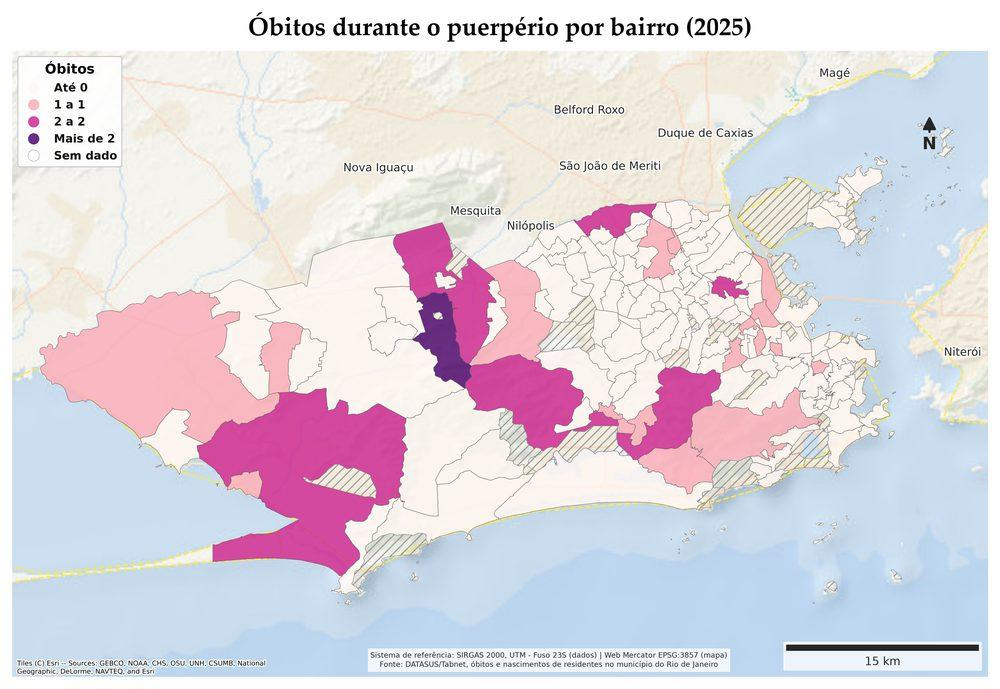 Óbitos durante o puerpério por bairro (2025)
Óbitos
Até 0
1 a 1
2 a 2
Mais de 2
Sem dado
Magé
Belford Roxo
Duque de Caxias
N
São João de Meriti
Nova Iguaçu
Mesquita
Nilópolis
Niterói
Tiles (C) Esri -- Sources: GEBCO, NOAA, CHS, OSU, UNH, CSUMB, National
Geographic, DeLorme, NAVTEQ, and Esri
Sistema de referência: SIRGAS 2000, UTM - Fuso 23S (dados) | Web Mercator EPSG:3857 (mapa)
Fonte: DATASUS/Tabnet, óbitos e nascimentos de residentes no município do Rio de Janeiro
15 km